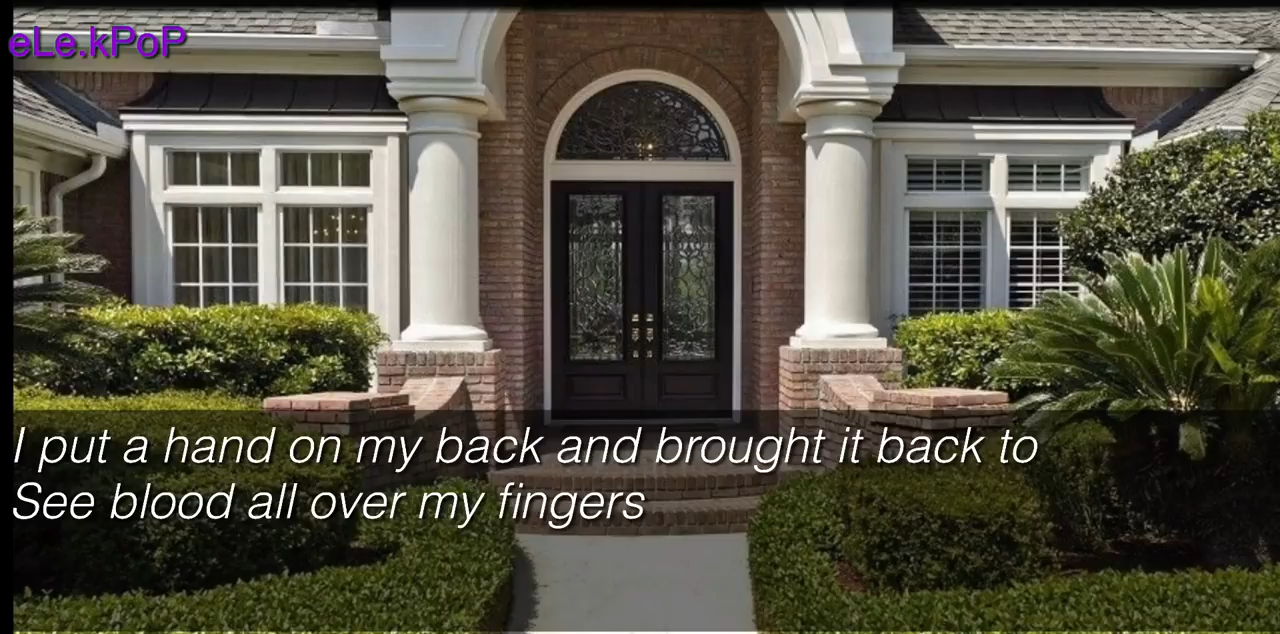 eLe.kPoP
I put a hand on my back and brought it back to
See blood all over my fingers